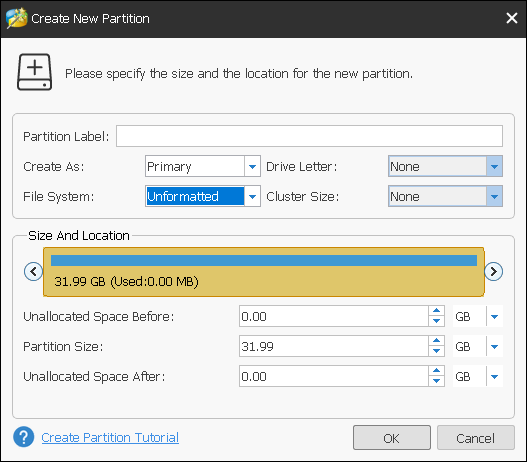 Create New Partition
Please specify the size and the location for the new partition.
Partition Label:
Create As: Primary Drive Letter: None
File System: Unformatted Cluster Size: None
Size And Location
31.99 GB (Used:0.00 MB)
Unallocated Space Before: 0.00 GB
Partition Size: 31.99 GB
Unallocated Space After: 0.00 GB
? Create Partition Tutorial OK Cancel